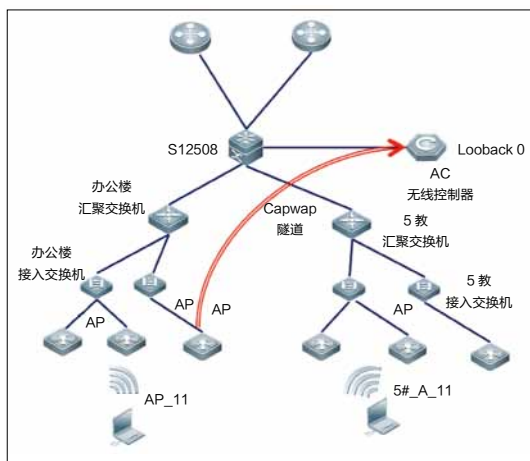 S12508
Looback 0
AC
无线控制器
办公楼
汇聚交换机
Capwap
隧道
5 教
汇聚交换机
办公楼
接入交换机
5 教
接入交换机
AP
AP
AP
AP
AP_11
5#_A_11